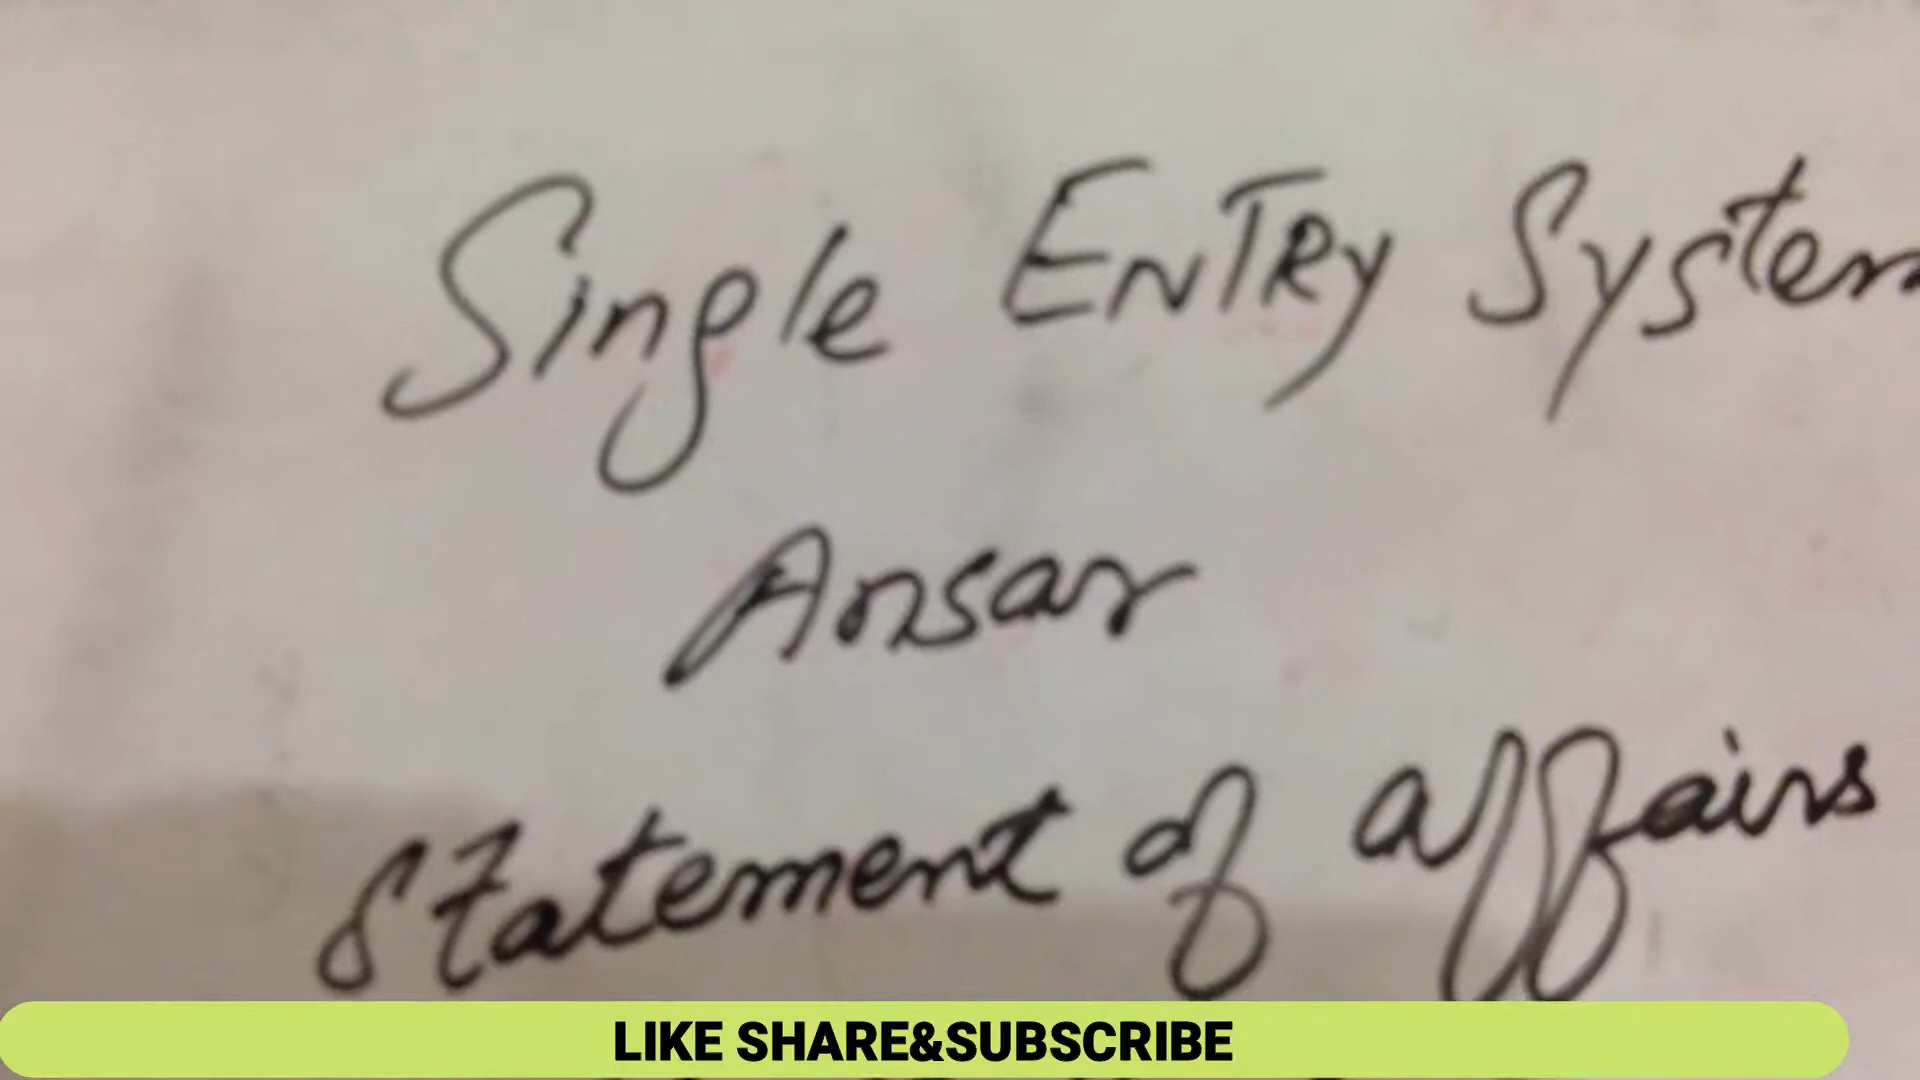 Single ENTRy System
Ansar
Statement of affairs
LIKE SHARE&SUBSCRIBE